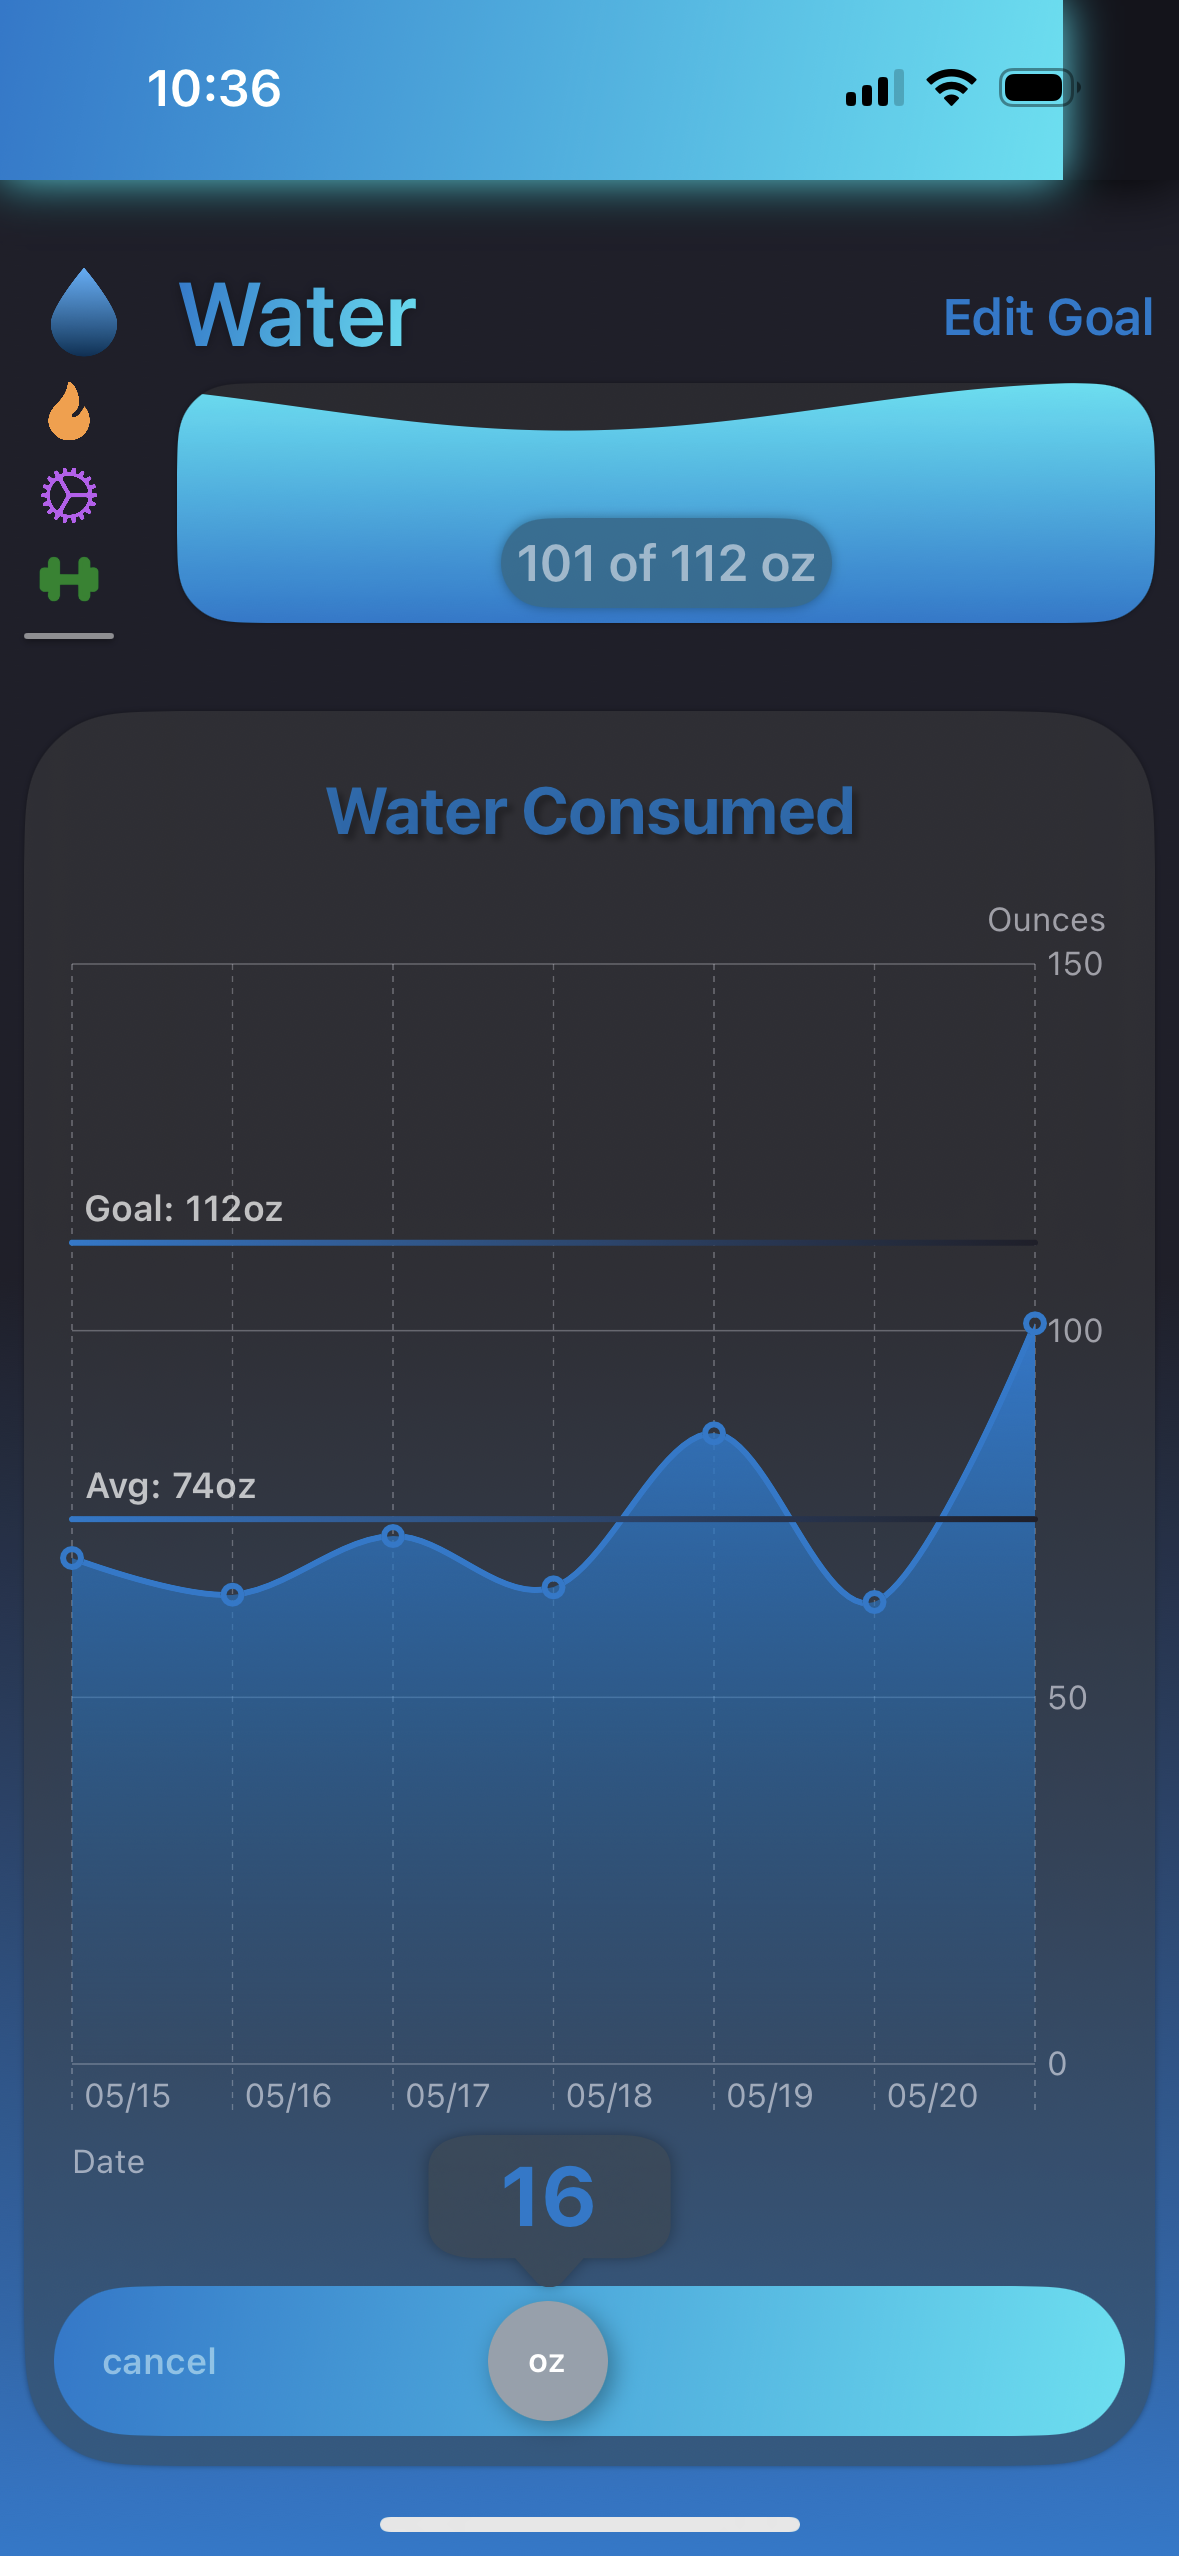 10:36
Water
Edit Goal
101 of 112 oz
Water Consumed
Ounces
150
Goal: 112oz
100
Avg: 74oz
50
0
05/15 05/16 05/17 05/18 05/19 05/20
Date
16
cancel
oz